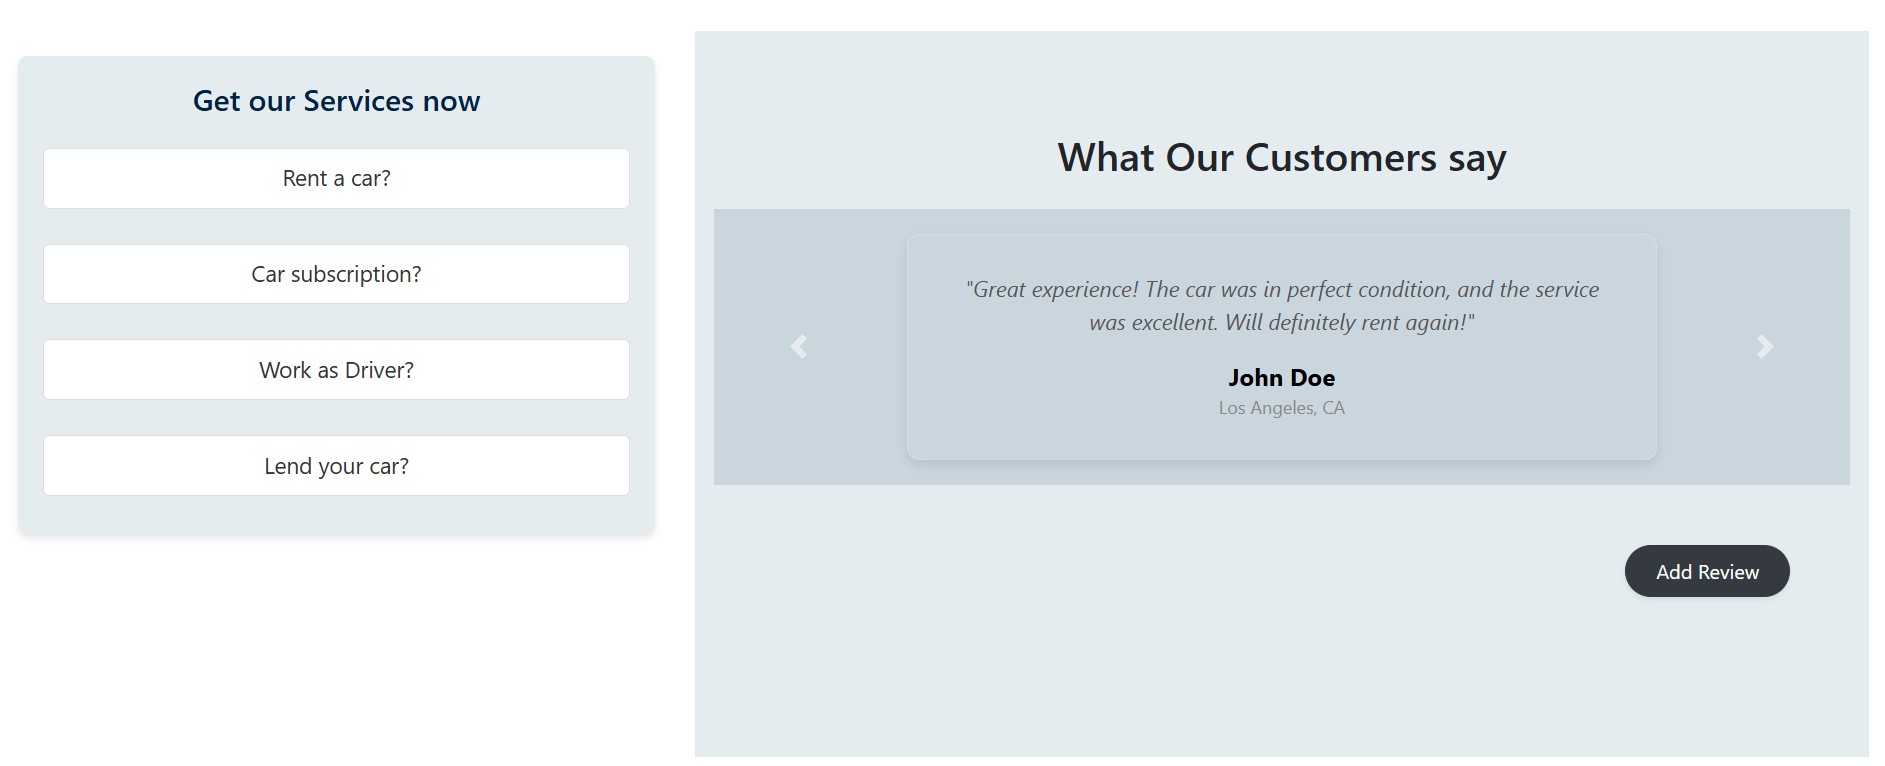 Get our Services now
Rent a car?
Car subscription?
Work as Driver?
Lend your car?
What Our Customers say
"Great experience! The car was in perfect condition, and the service
was excellent. Will definitely rent again!"
John Doe
Los Angeles, CA
Add Review